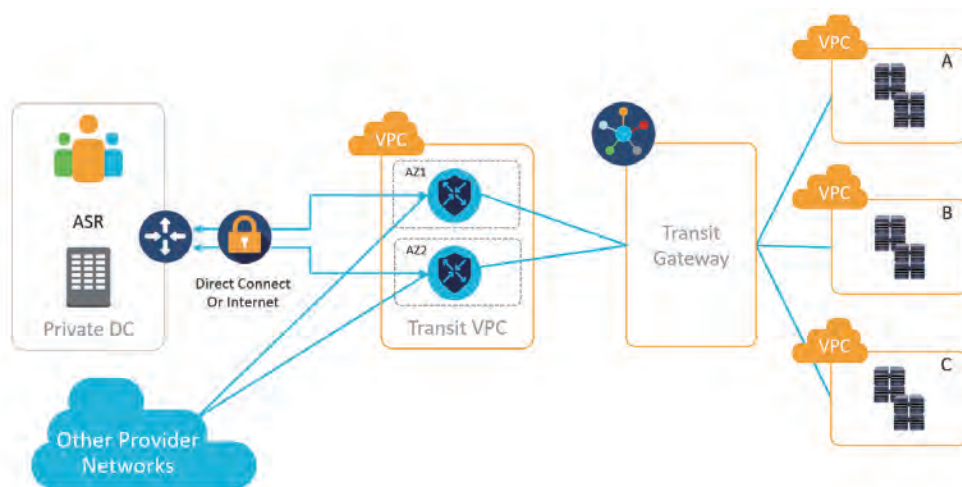 ASR
Private DC
Direct Connect
Or Internet
Other Provider
Networks
VPC
AZ1
AZ2
Transit VPC
Transit
Gateway
VPC
A
VPC
B
VPC
C